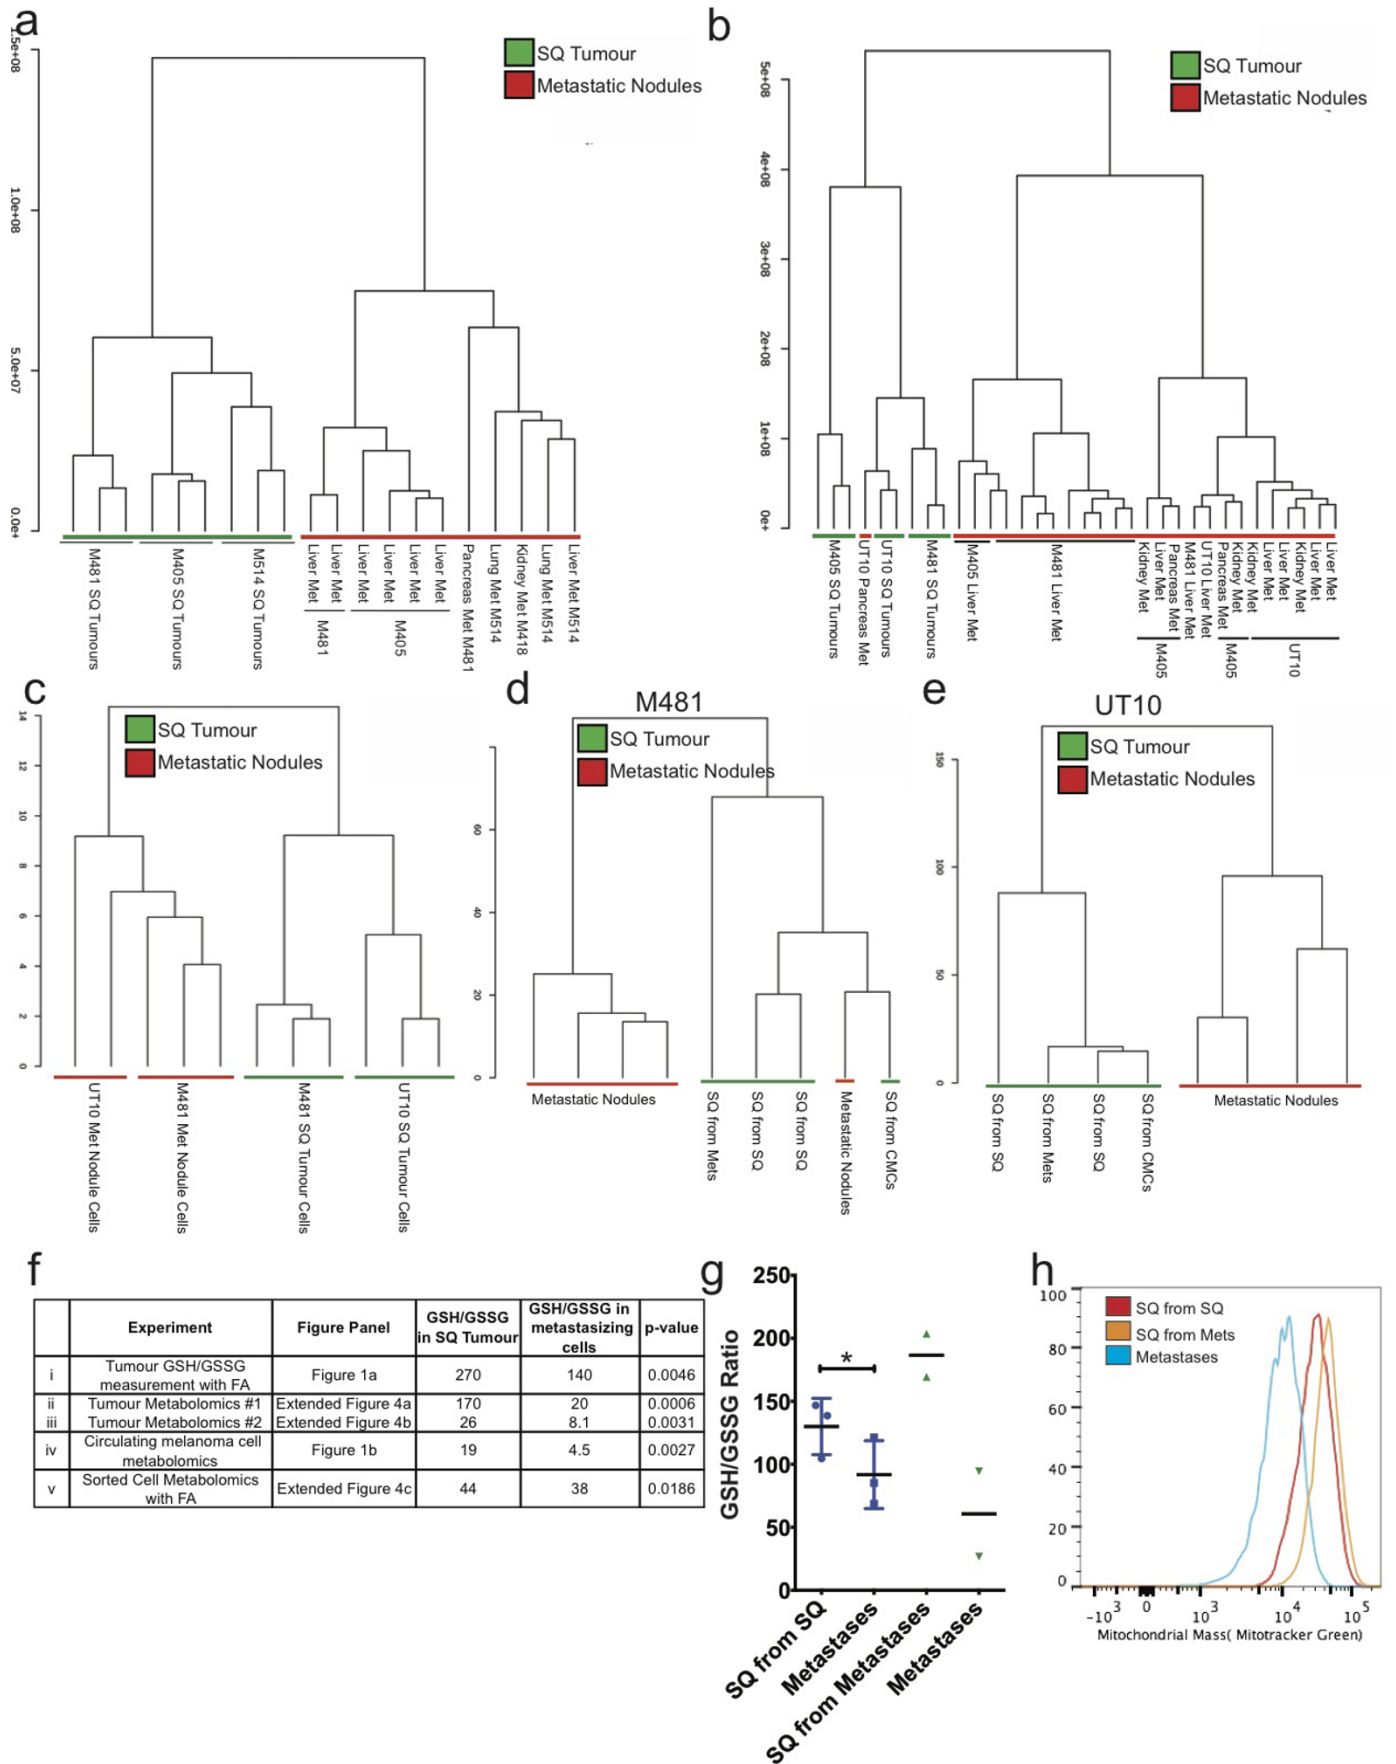 a
SQ Tumour
Metastatic Nodules
1.5e+08
1.0e+08
5.0e+07
0.0e+
M481 SQ Tumours
M405 SQ Tumours
M514 SQ Tumours
Liver Met
Liver Met
Liver Met
Liver Met
Liver Met
Liver Met
Pancreas Met M481
Lung Met M514
Kidney Met M418
Lung Met M514
Liver Met M514
M481
M405
b
SQ Tumour
Metastatic Nodules
5e+08
4e+08
3e+08
2e+08
1e+08
0e+
M405 SQ Tumours
UT10 Pancreas Met
UT10 SQ Tumours
M481 SQ Tumours
M405 Liver Met
M481 Liver Met
Kidney Met
Liver Met
Pancreas Met
M481 Liver Met
UT10 Liver Met
Pancreas Met
Kidney Met
Kidney Met
Liver Met
Liver Met
Kidney Met
Liver Met
Liver Met
M405
M405
UT10
c
SQ Tumour
Metastatic Nodules
14
12
10
8
6
4
2
0
UT10 Met Nodule Cells
M481 Met Nodule Cells
M481 SQ Tumour Cells
UT10 SQ Tumour Cells
d
M481
SQ Tumour
Metastatic Nodules
60
40
20
0
Metastatic Nodules
SQ from Mets
SQ from SQ
SQ from SQ
Metastatic Nodules
SQ from CMCs
e
UT10
SQ Tumour
Metastatic Nodules
150
100
50
0
SQ from SQ
SQ from Mets
SQ from SQ
SQ from CMCs
Metastatic Nodules
f
Experiment Figure Panel GSH/GSSG in SQ Tumour GSH/GSSG in metastasizing cells p-value
i Tumour GSH/GSSG measurement with FA Figure 1a 270 140 0.0046
ii Tumour Metabolomics #1 Extended Figure 4a 170 20 0.0006
iii Tumour Metabolomics #2 Extended Figure 4b 26 8.1 0.0031
iv Circulating melanoma cell metabolomics Figure 1b 19 4.5 0.0027
v Sorted Cell Metabolomics with FA Extended Figure 4c 44 38 0.0186
g
GSH/GSSG Ratio
250
200
150
100
50
0
*
SQ from SQ
Metastases
SQ from Metastases
Metastases
h
SQ from SQ
SQ from Mets
Metastases
100
80
60
40
20
0
-10³ 0 10³ 10⁴ 10⁵
Mitochondrial Mass( Mitotracker Green)